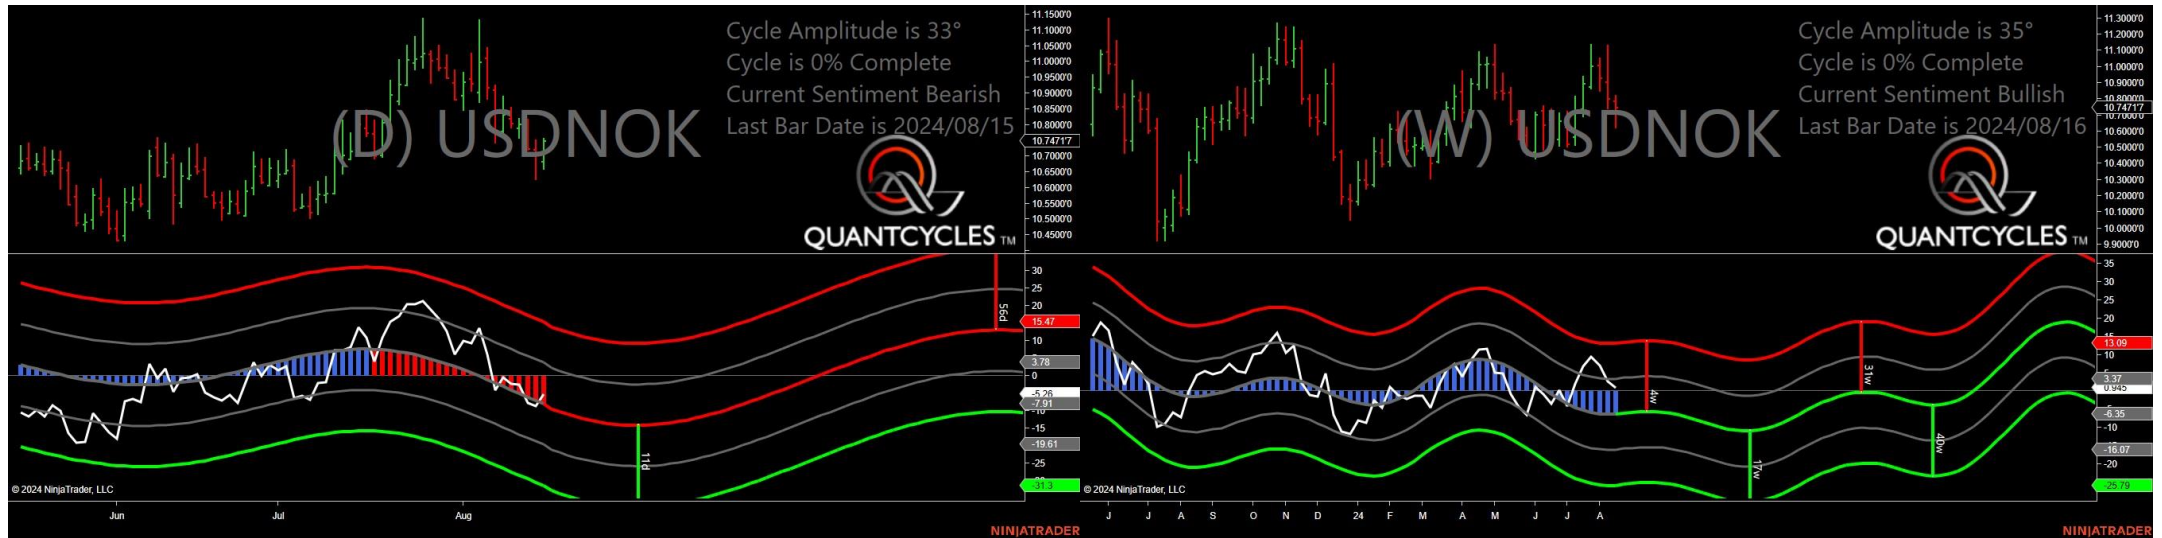 Cycle Amplitude is 33°
Cycle is 0% Complete
Current Sentiment Bearish
Last Bar Date is 2024/08/15
(D) USDNOK
QUANTCYCLES TM
11.1500'0
11.1000'0
11.0500'0
11.0000'0
10.9500'0
10.9000'0
10.8500'0
10.8000'0
10.7471'7
10.7000'0
10.6500'0
10.6000'0
10.5500'0
10.5000'0
10.4500'0
56d
11d
30
25
20
15.47
10
3.78
0
-5.26
-7.91
-10
-15
-19.61
-25
-31.3
© 2024 NinjaTrader, LLC
Jun Jul Aug
NINJATRADER
Cycle Amplitude is 35°
Cycle is 0% Complete
Current Sentiment Bullish
Last Bar Date is 2024/08/16
(W) USDNOK
QUANTCYCLES TM
11.3000'0
11.2000'0
11.1000'0
11.0000'0
10.9000'0
10.8000'0
10.7471'7
10.6000'0
10.5000'0
10.4000'0
10.3000'0
10.2000'0
10.1000'0
10.0000'0
9.9000'0
4w
17w
31w
40w
35
30
25
20
15
13.09
10
3.37
0.945
-6.35
-10
-16.07
-20
-25.79
© 2024 NinjaTrader, LLC
J J A S O N D 24 F M A M J J A
NINJATRADER